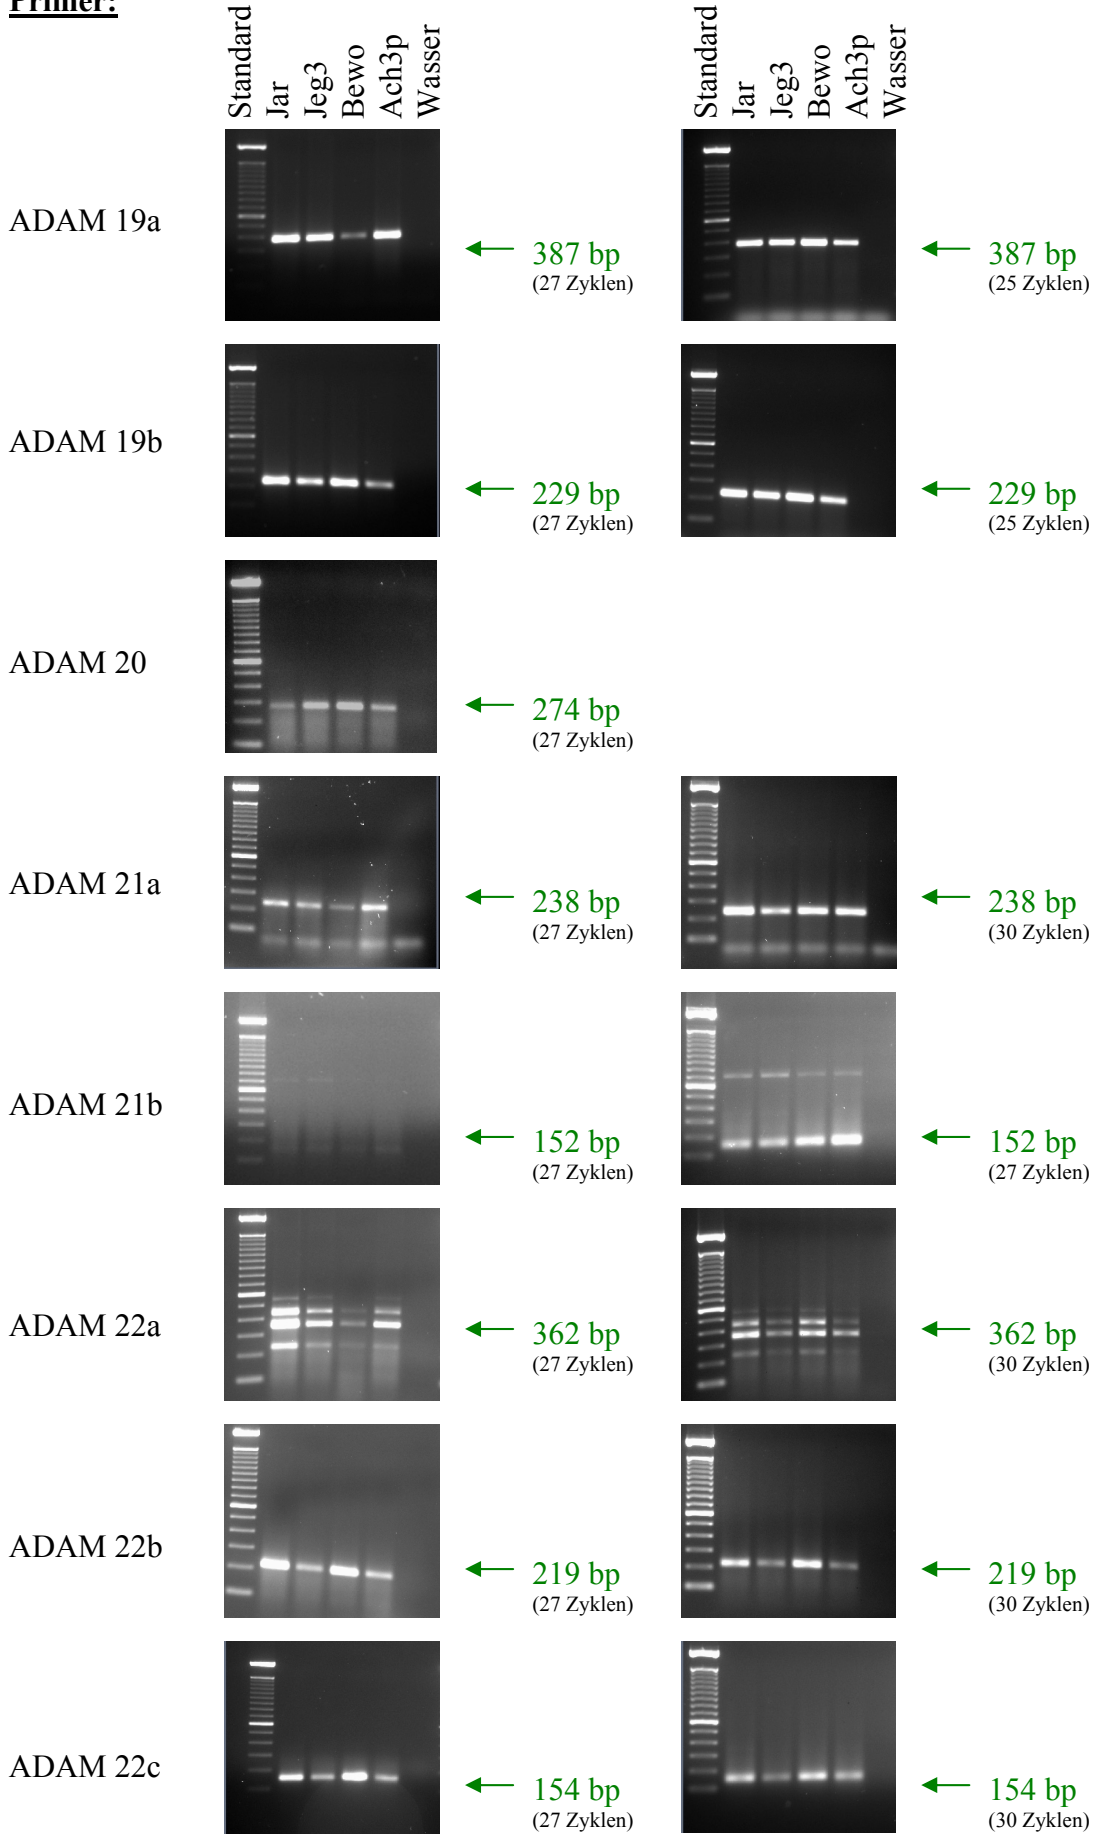 Primer:
Standard
Jar
Jeg3
Bewo
Ach3p
Wasser
Standard
Jar
Jeg3
Bewo
Ach3p
Wasser
ADAM 19a
387 bp
(27 Zyklen)
387 bp
(25 Zyklen)
ADAM 19b
229 bp
(27 Zyklen)
229 bp
(25 Zyklen)
ADAM 20
274 bp
(27 Zyklen)
ADAM 21a
238 bp
(27 Zyklen)
238 bp
(30 Zyklen)
ADAM 21b
152 bp
(27 Zyklen)
152 bp
(27 Zyklen)
ADAM 22a
362 bp
(27 Zyklen)
362 bp
(30 Zyklen)
ADAM 22b
219 bp
(27 Zyklen)
219 bp
(30 Zyklen)
ADAM 22c
154 bp
(27 Zyklen)
154 bp
(30 Zyklen)